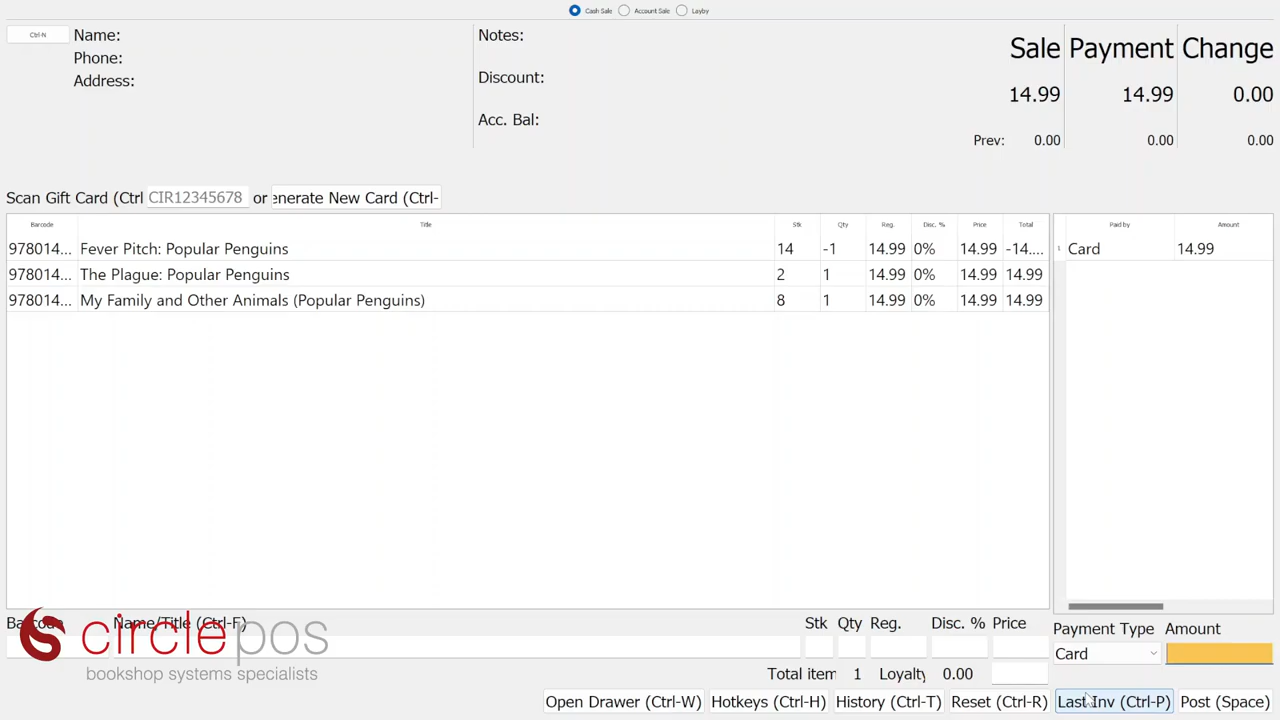 Cash Sale Account Sale Layby
Ctrl-N Name: Notes: Sale Payment Change
Phone:
Address: Discount:
14.99 14.99 0.00
Acc. Bal:
Prev: 0.00 0.00 0.00
Scan Gift Card (Ctrl CIR12345678 or enerate New Card (Ctrl-
Barcode Title Stk Qty Reg. Disc. % Price Total Paid by Amount
978014... Fever Pitch: Popular Penguins 14 -1 14.99 0% 14.99 -14.... 1 Card 14.99
978014... The Plague: Popular Penguins 2 1 14.99 0% 14.99 14.99
978014... My Family and Other Animals (Popular Penguins) 8 1 14.99 0% 14.99 14.99
Barcode Name/Title (Ctrl-F) Stk Qty Reg. Disc. % Price Payment Type Amount
circlepos
Card
bookshop systems specialists
Total item 1 Loyalty 0.00
Open Drawer (Ctrl-W) Hotkeys (Ctrl-H) History (Ctrl-T) Reset (Ctrl-R) Last Inv (Ctrl-P) Post (Space)